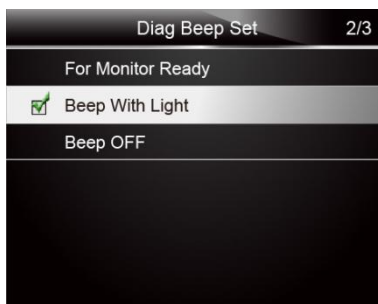 Diag Beep Set 2/3
For Monitor Ready
Beep With Light
Beep OFF